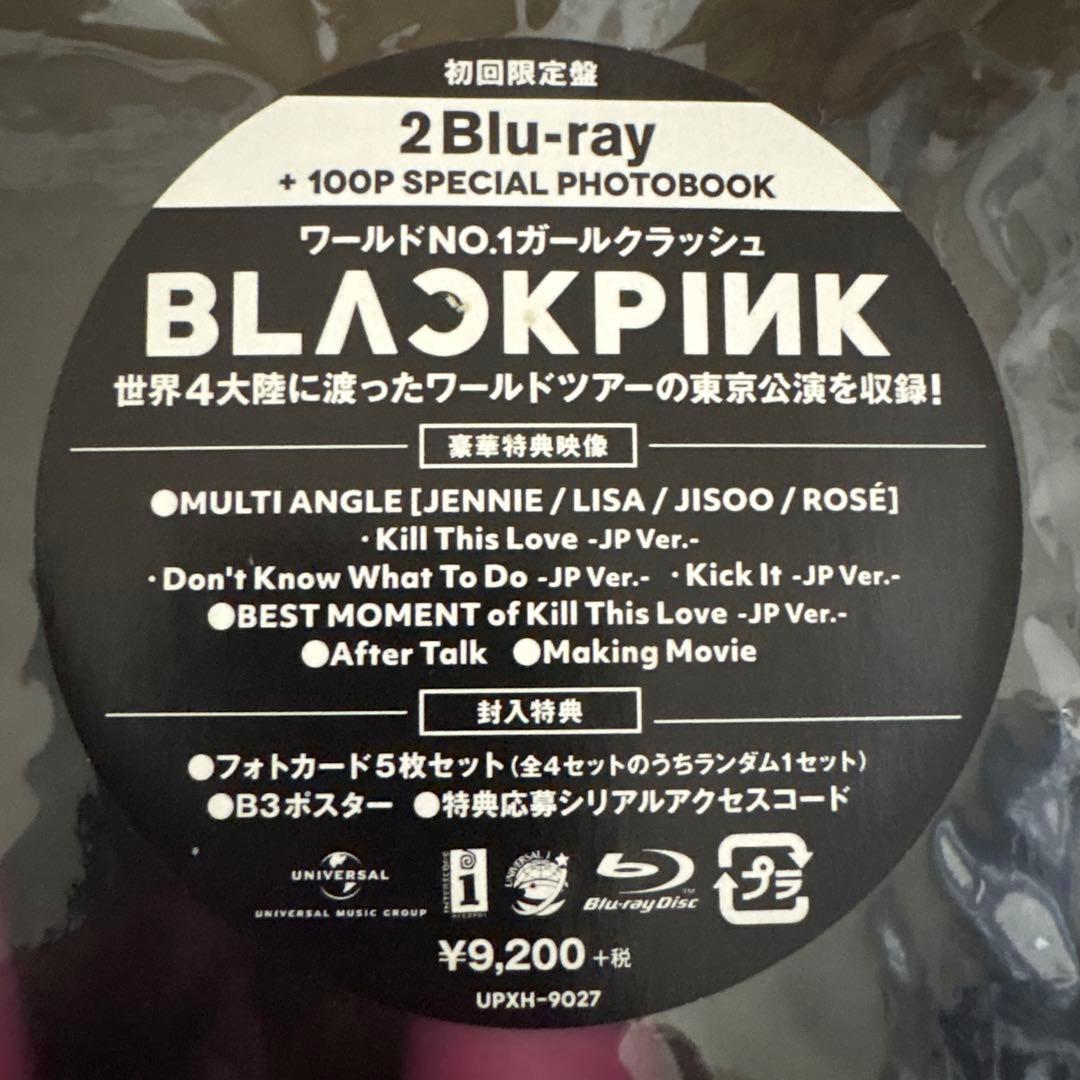 初回限定盤
2Blu-ray
+ 100P SPECIAL PHOTOBOOK
ワールドNO.1ガールクラッシュ
BLACKPINK
世界4大陸に渡ったワールドツアーの東京公演を収録!
豪華特典映像
●MULTI ANGLE [JENNIE / LISA / JISOO / ROSÉ]
・Kill This Love -JP Ver.-
・Don't Know What To Do -JP Ver.- ・Kick It -JP Ver.-
●BEST MOMENT of Kill This Love -JP Ver.-
●After Talk ●Making Movie
封入特典
●フォトカード5枚セット(全4セットのうちランダム1セット)
●B3ポスター ●特典応募シリアルアクセスコード
UNIVERSAL
UNIVERSAL MUSIC GROUP
INTERSCOPE
i
RECORDS
UNIVERSAL J
Blu-ray Disc
TM
プラ
¥9,200 +税
UPXH-9027